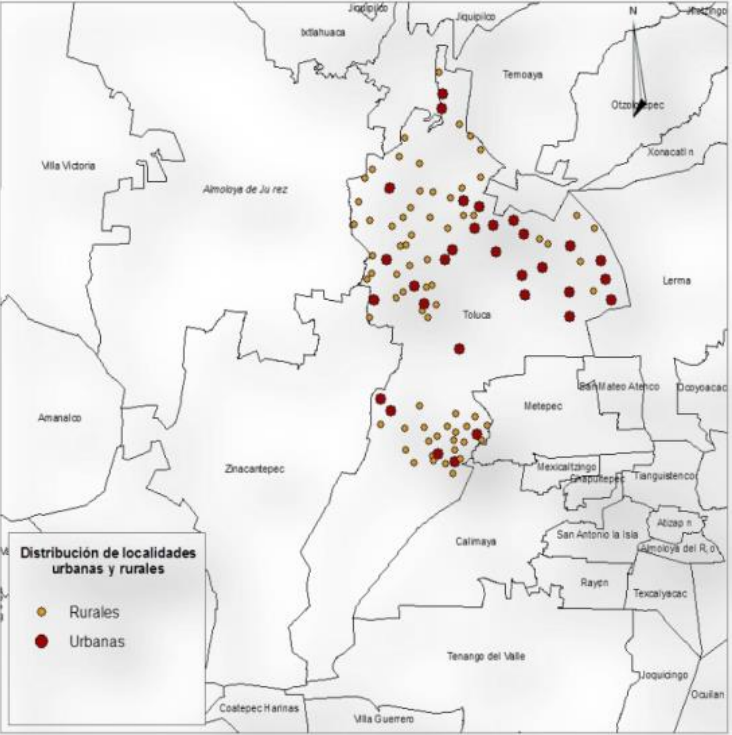 Jiquipilco
Jiquipilco
Ixtlahuaca
N
Temoaya
Otzolotepec
Xonacatl n
Villa Victoria
Almoloya de Ju rez
Lerma
Toluca
San Mateo Atenco
Ocoyoacac
Metepec
Amanalco
Zinacantepec
Mexicaltzingo
Chapultepec
Tianguistenco
Atizap n
San Antonio la Isla
Almoloya del R, o
Calimaya
Rayón
Texcalyacac
Distribución de localidades
urbanas y rurales
Rurales
Urbanas
Tenango del Valle
Joquicingo
Ocuilan
Coatepec Harinas
Villa Guerrero